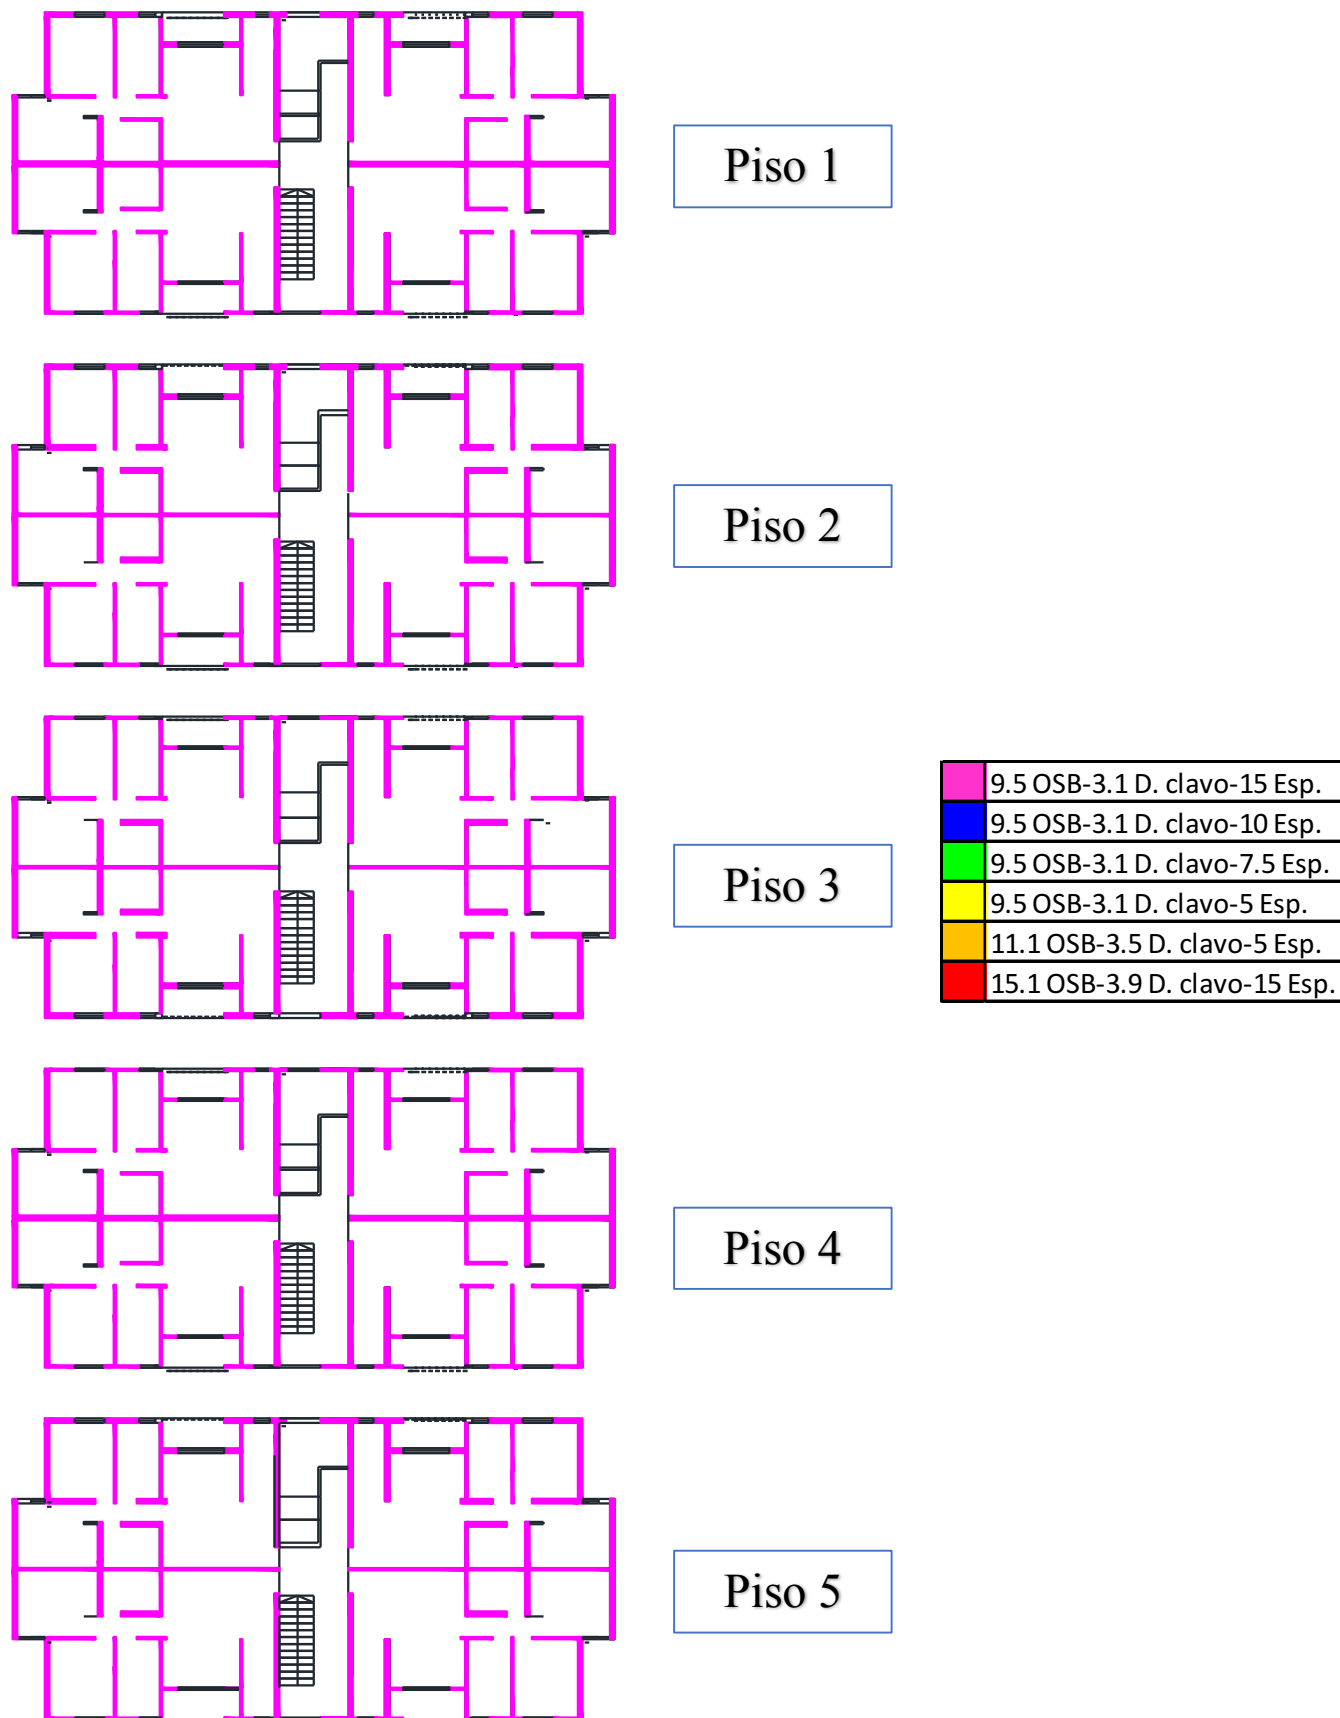 Piso 1
Piso 2
Piso 3
9.5 OSB-3.1 D. clavo-15 Esp.
9.5 OSB-3.1 D. clavo-10 Esp.
9.5 OSB-3.1 D. clavo-7.5 Esp.
9.5 OSB-3.1 D. clavo-5 Esp.
11.1 OSB-3.5 D. clavo-5 Esp.
15.1 OSB-3.9 D. clavo-15 Esp.
Piso 4
Piso 5